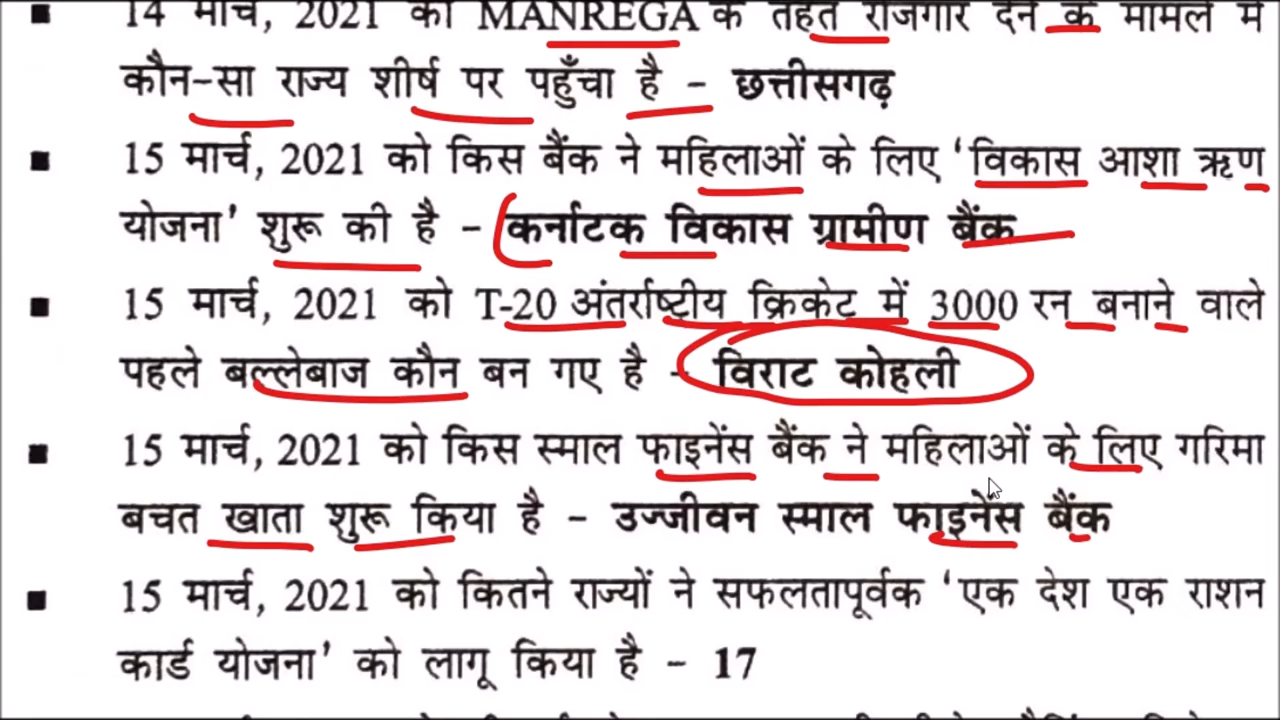 ▪ 14 मार्च, 2021 को MANREGA के तहत रोजगार देने के मामले में
कौन-सा राज्य शीर्ष पर पहुँचा है - छत्तीसगढ़
▪ 15 मार्च, 2021 को किस बैंक ने महिलाओं के लिए ‘विकास आशा ऋण
योजना’ शुरू की है - कर्नाटक विकास ग्रामीण बैंक
▪ 15 मार्च, 2021 को T-20 अंतर्राष्ट्रीय क्रिकेट में 3000 रन बनाने वाले
पहले बल्लेबाज कौन बन गए है - विराट कोहली
▪ 15 मार्च, 2021 को किस स्माल फाइनेंस बैंक ने महिलाओं के लिए गरिमा
बचत खाता शुरू किया है - उज्जीवन स्माल फाइनेंस बैंक
▪ 15 मार्च, 2021 को कितने राज्यों ने सफलतापूर्वक ‘एक देश एक राशन
कार्ड योजना’ को लागू किया है - 17